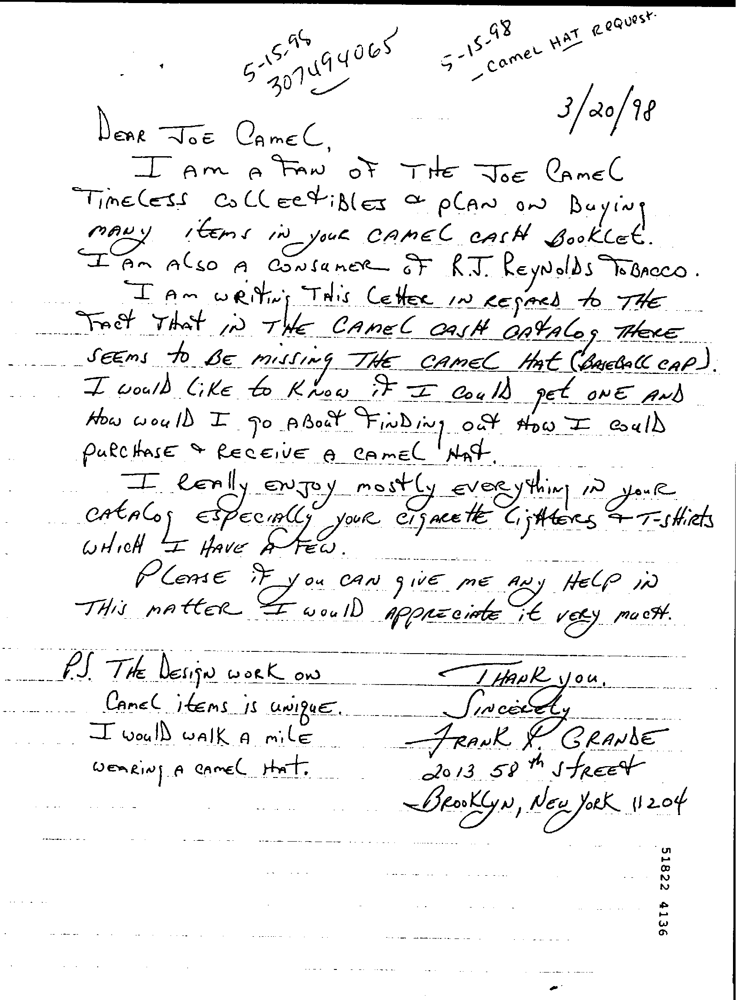 5-15-98
307494065
5-15-98
- Camel HAT Request.
3/20/98
DEAR JOE CAMEL,
I AM A FAN OF THE JOE CAMEL
TIMELESS COLLECTIBLES & PLAN ON Buying
MANY items in your CAMEL CASH BOOKLET.
I AM ALSO A CONSUMER OF R.J. REYNOLDS TOBACCO.
I AM WRITING THIS LETTER IN REGARD to THE
FACT THAT IN THE CAMEL CASH CATALOG THERE
SEEMS to BE MISSING THE CAMEL HAT (BASEBALL CAP).
I WOULD LIKE to KNOW if I COULD get ONE AND
HOW WOULD I go ABOUT FINDING out HOW I COULD
PURCHASE & RECEIVE A CAMEL HAT.
I REALLY ENJOY mostly EVERYTHING IN YOUR
CATALOG ESPECIALLY YOUR CIGARETTE LIGHTERS & T-SHIRTS
WHICH I HAVE A FEW.
PLEASE if you CAN GIVE ME ANY HELP iN
THIS MATTER I WOULD APPRECIATE it VERY MUCH.
P.S. THE DESIGN WORK ON
CAMEL items is UNIQUE.
I WOULD WALK A MILE
WEARING A CAMEL HAT.
THANK you.
SINCERELY
FRANK GRANDE
2013 58th STREET
BROOKLYN, NEW YORK 11204
51822 4136